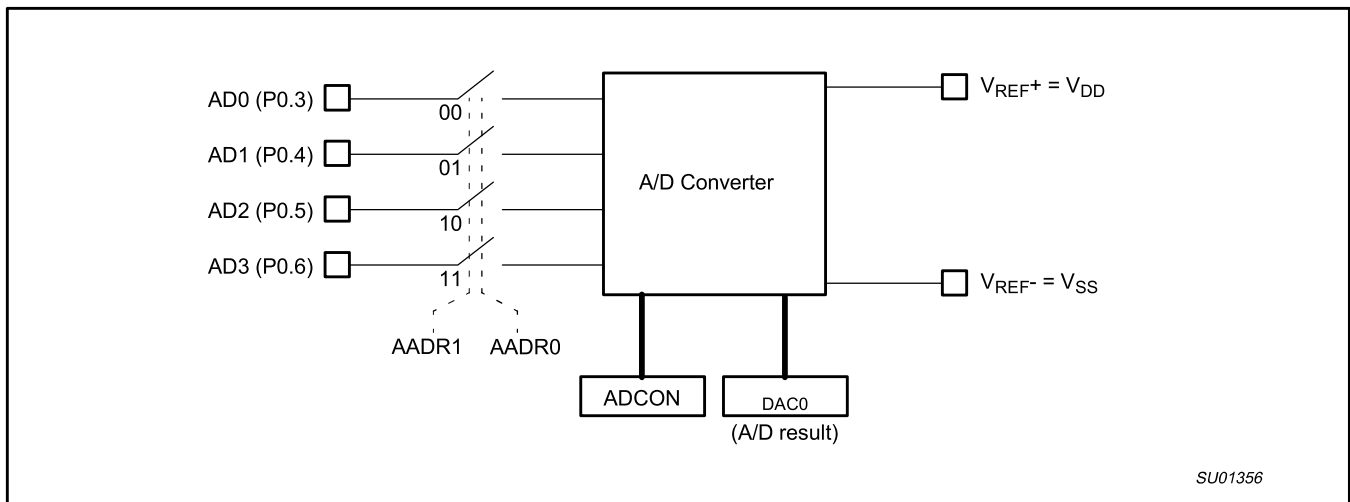 AD0 (P0.3)
00
AD1 (P0.4)
01
AD2 (P0.5)
10
AD3 (P0.6)
11
AADR1 AADR0
A/D Converter
VREF+ = VDD
VREF- = VSS
ADCON
DAC0
(A/D result)
SU01356